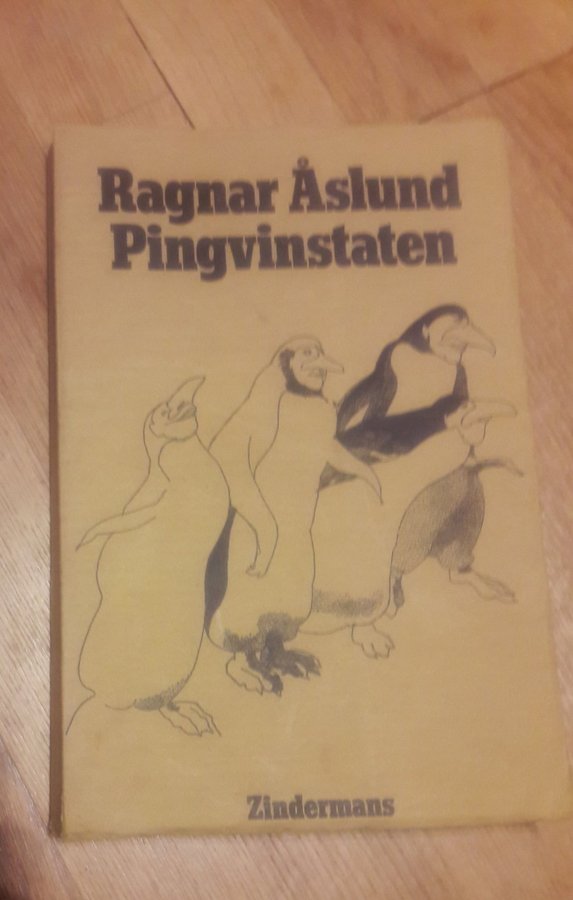 Ragnar Åslund
Pingvinstaten
Zindermans